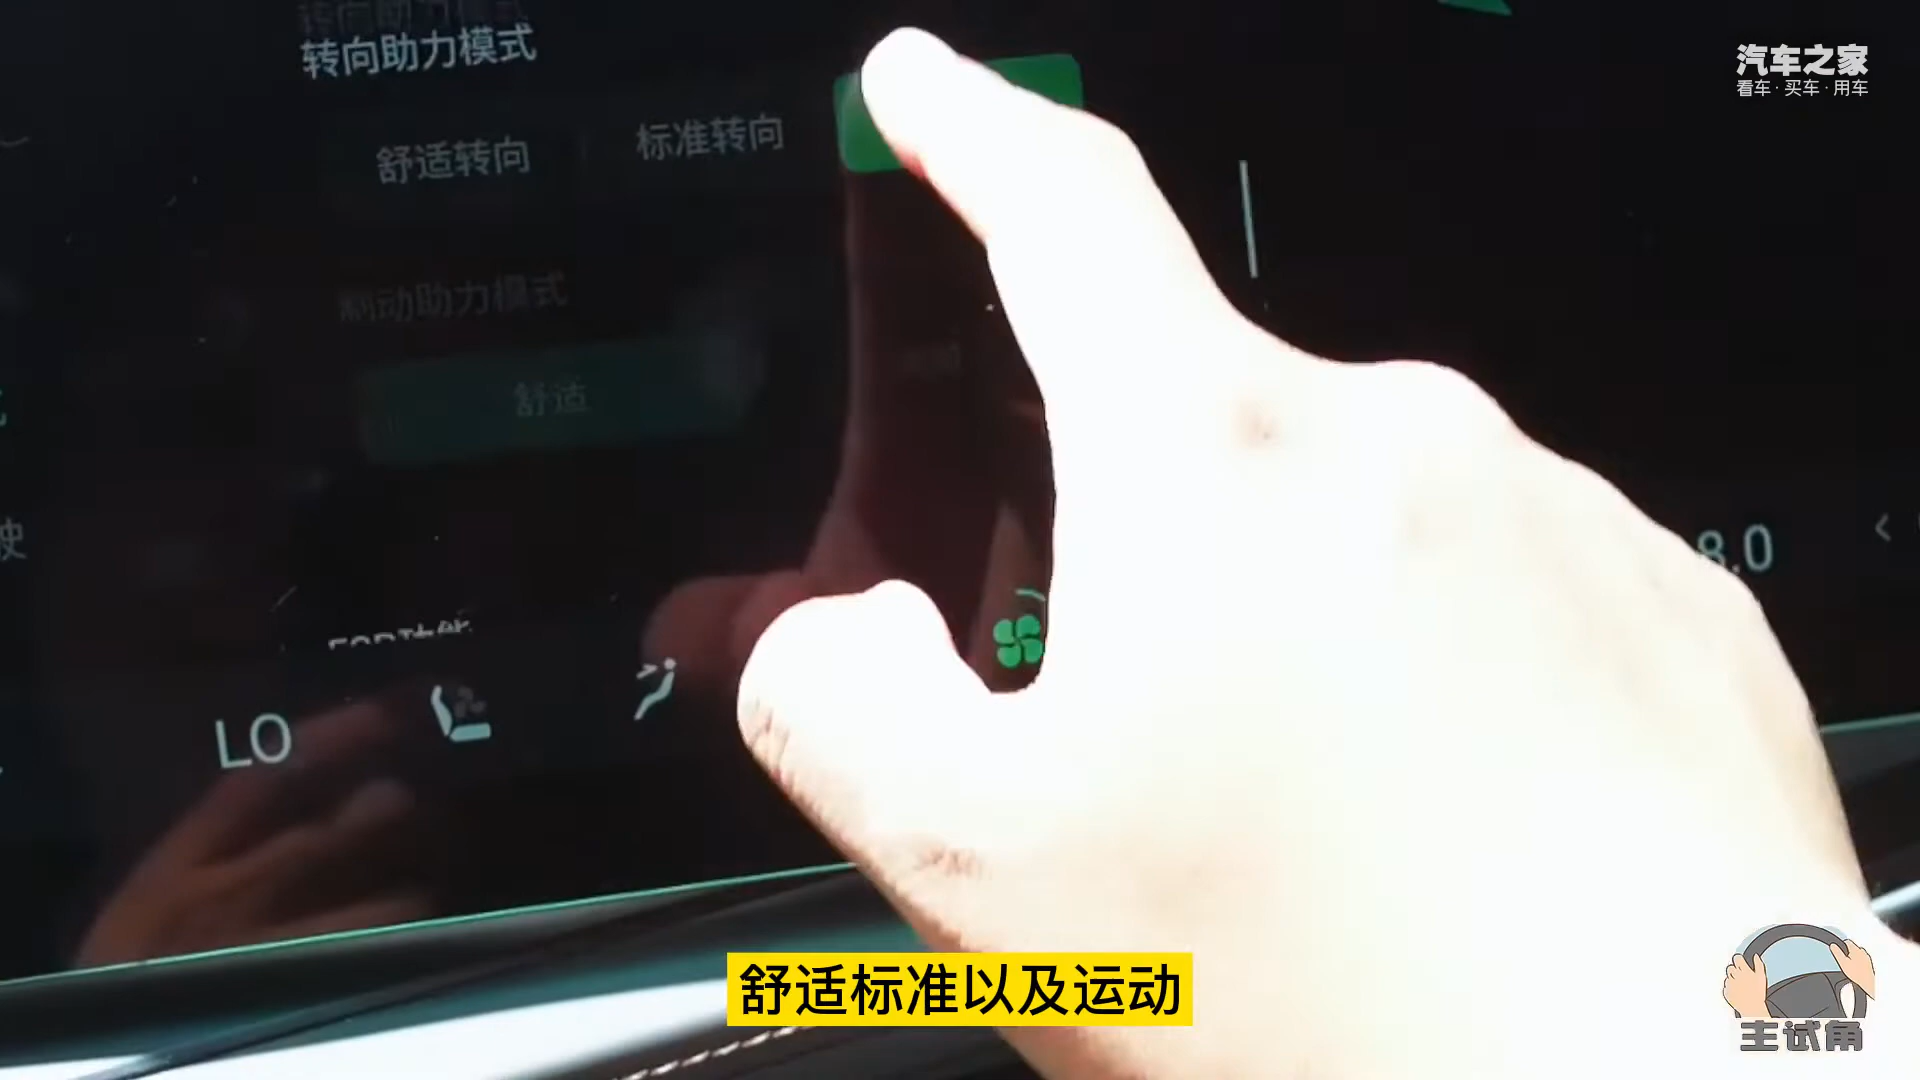 转向助力模式
汽车之家
看车·买车·用车
舒适转向
标准转向
制动助力模式
舒适
8.0
LO
舒适标准以及运动
主试角